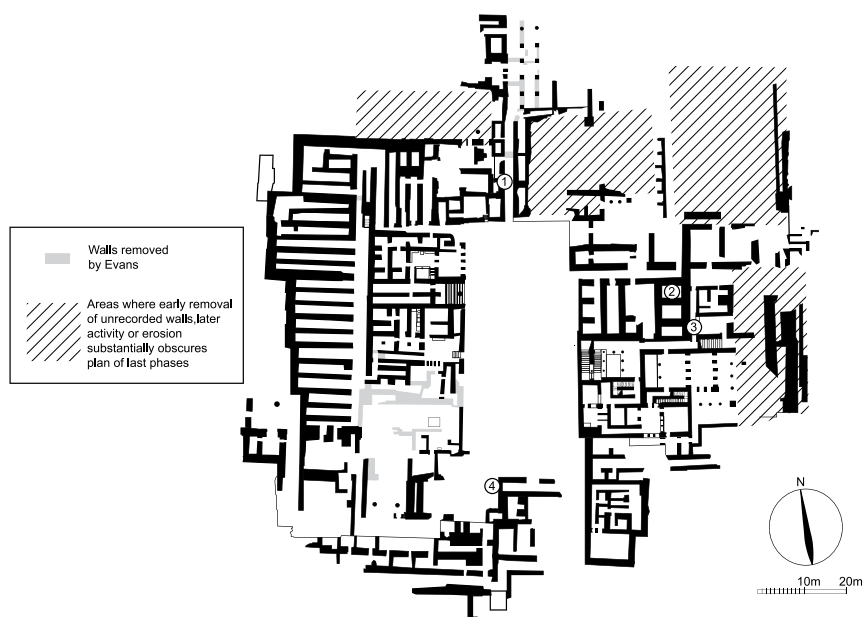 1
2
3
4
Walls removed
by Evans
Areas where early removal
of unrecorded walls,later
activity or erosion
substantially obscures
plan of last phases
N
10m 20m